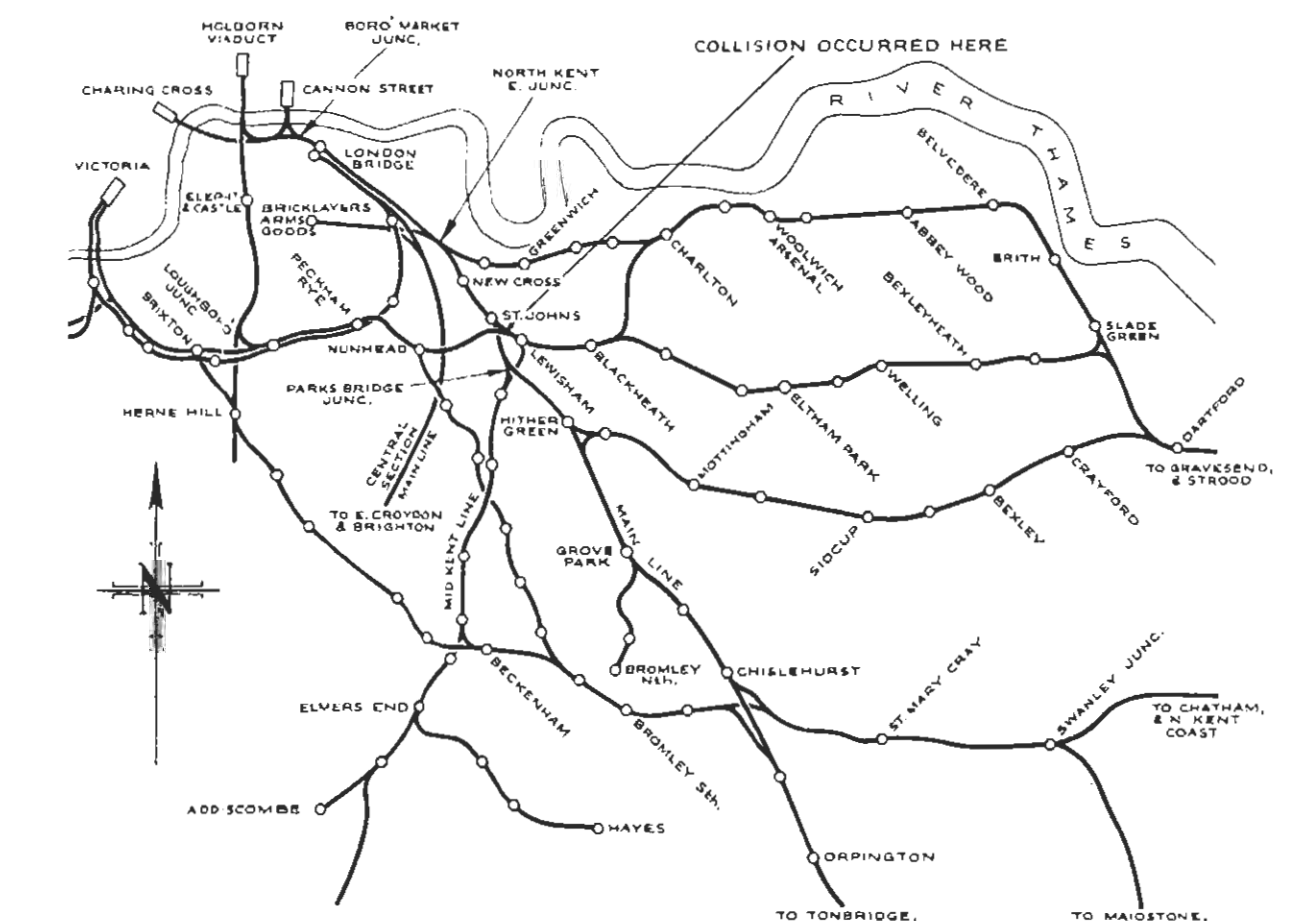 HOLBORN
VIADUCT
BORO' MARKET
JUNC.
COLLISION OCCURRED HERE
NORTH KENT
E. JUNC.
CHARING CROSS
CANNON STREET
RIVER THAMES
LONDON
BRIDGE
VICTORIA
BELVEDERE
ELEPHT
& CASTLE
BRICKLAYERS
ARMS
GOODS
GREENWICH
CHARLTON
WOOLWICH
ARSENAL
ABBEY WOOD
ERITH
PECKHAM
RYE
LOUGHBORO'
JUNC
BRIXTON
NEW CROSS
ST. JOHNS
BEXLEYHEATH
SLADE
GREEN
NUNHEAD
LEWISHAM
BLACKHEATH
PARKS BRIDGE
JUNC.
WELLING
ELTHAM PARK
MOTTINGHAM
DARTFORD
HERNE HILL
HITHER
GREEN
CENTRAL
SECTION
MAIN LINE
CRAYFORD
TO GRAVESEND,
& STROOD
TO E. CROYDON
& BRIGHTON
BEXLEY
SIDCUP
MAIN LINE
GROVE
PARK
MID KENT LINE
N
BROMLEY
Nth.
CHISLEHURST
ST. MARY CRAY
SWANLEY JUNC.
BECKENHAM
ELMERS END
TO CHATHAM,
& N. KENT
COAST
BROMLEY Sth.
ADDISCOMBE
HAYES
ORPINGTON
TO TONBRIDGE.
TO MAIDSTONE.